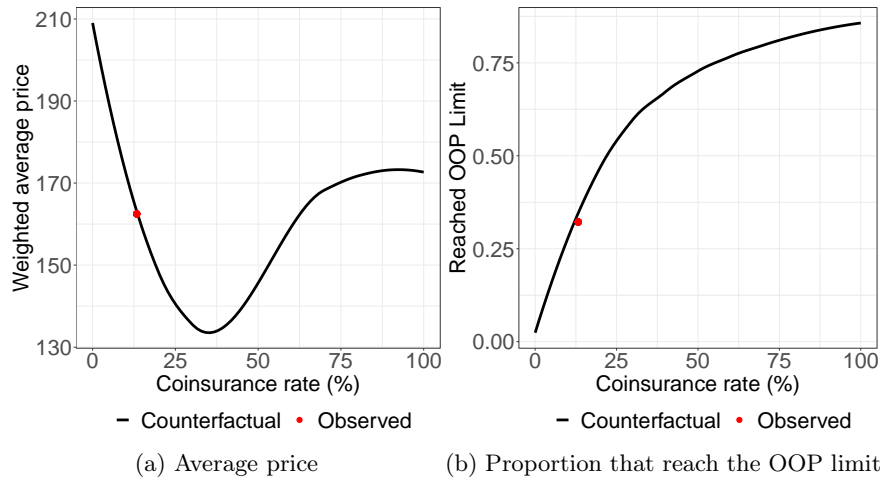 Weighted average price
210
190
170
150
130
0 25 50 75 100
Coinsurance rate (%)
Counterfactual Observed
(a) Average price
Reached OOP Limit
0.75
0.50
0.25
0.00
0 25 50 75 100
Coinsurance rate (%)
Counterfactual Observed
(b) Proportion that reach the OOP limit